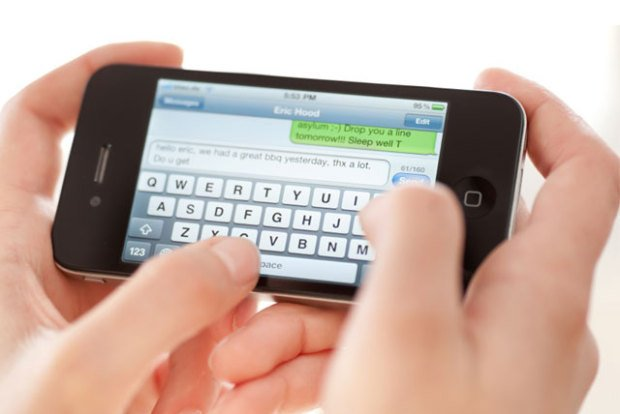 5:53 PM
95%
Messages
Eric Hood
Edit
asylum ;-) Drop you a line
tomorrow!!! Sleep well T
hello eric, we had a great bbq yesterday, thx a lot.
Do u get
61/160
Send
Q W E R T Y U I
A S D F G H J K
Z X C V B N M
123
space